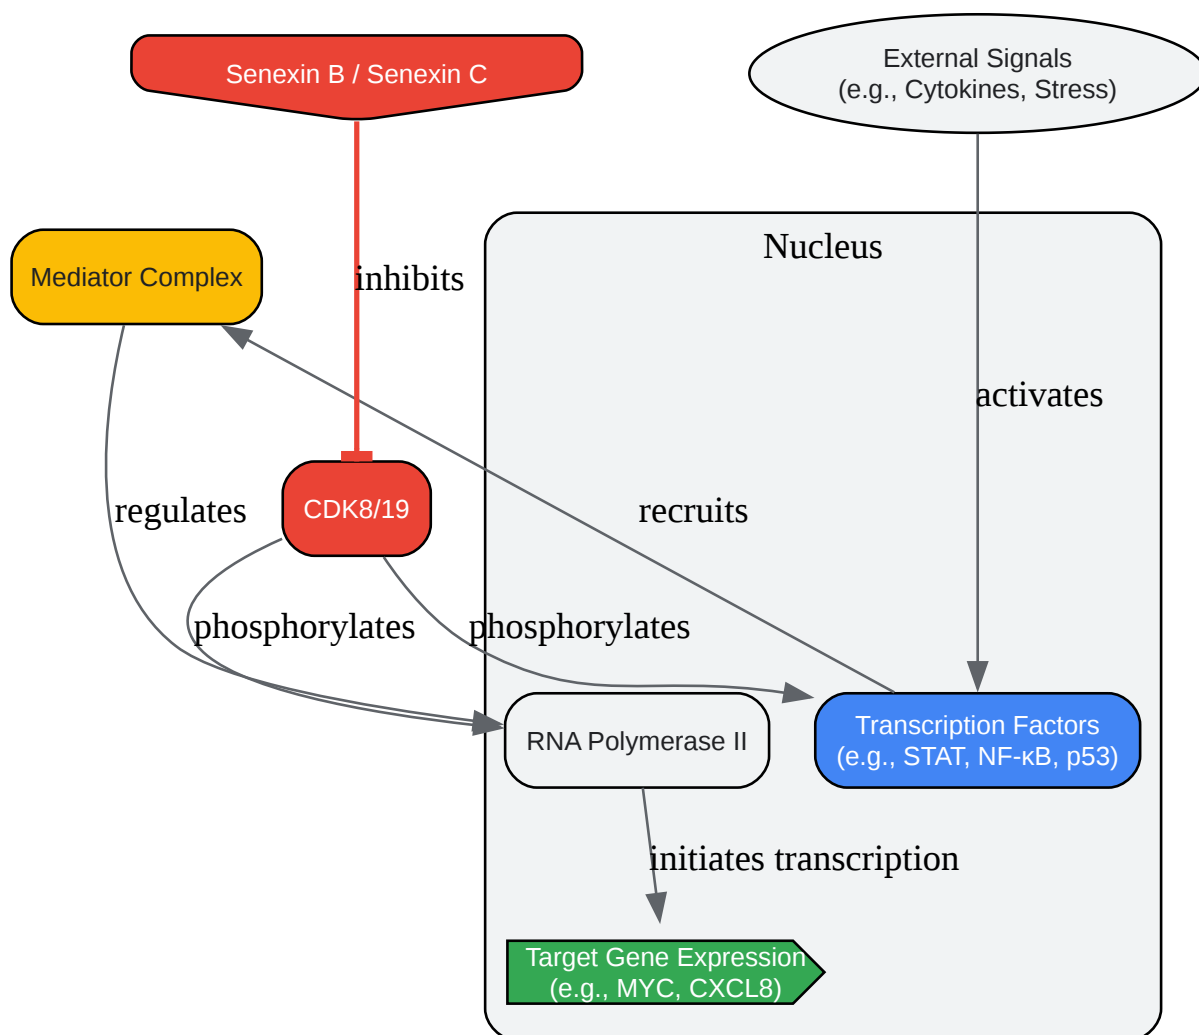 Senexin B / Senexin C
External Signals
(e.g., Cytokines, Stress)
Nucleus
Mediator Complex
inhibits
activates
regulates
CDK8/19
recruits
phosphorylates
phosphorylates
RNA Polymerase II
Transcription Factors
(e.g., STAT, NF-κB, p53)
initiates transcription
Target Gene Expression
(e.g., MYC, CXCL8)